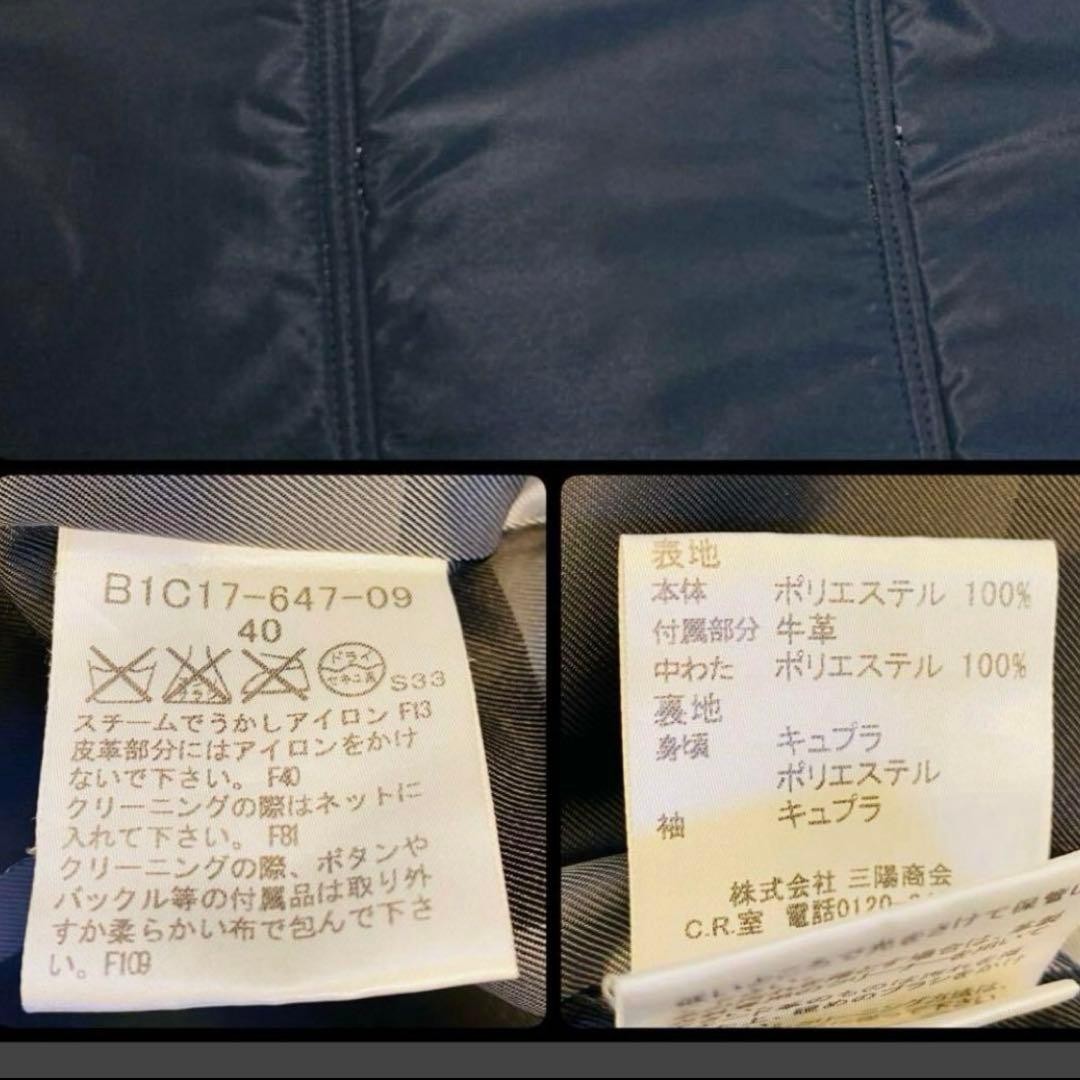 B1C17-647-09
40
ドライ
S33
スチームでうかしアイロン F13
皮革部分にはアイロンをかけ
ないで下さい。 F40
クリーニングの際はネットに
入れて下さい。 F81
クリーニングの際、ボタンや
バックル等の付属品は取り外
すか柔らかい布で包んで下さ
い。F109
表地
本体 ポリエステル 100%
付属部分 牛革
中わた ポリエステル 100%
裏地
身頃 キュプラ
ポリエステル
袖 キュプラ
株式会社 三陽商会
C.R.室 電話0120-